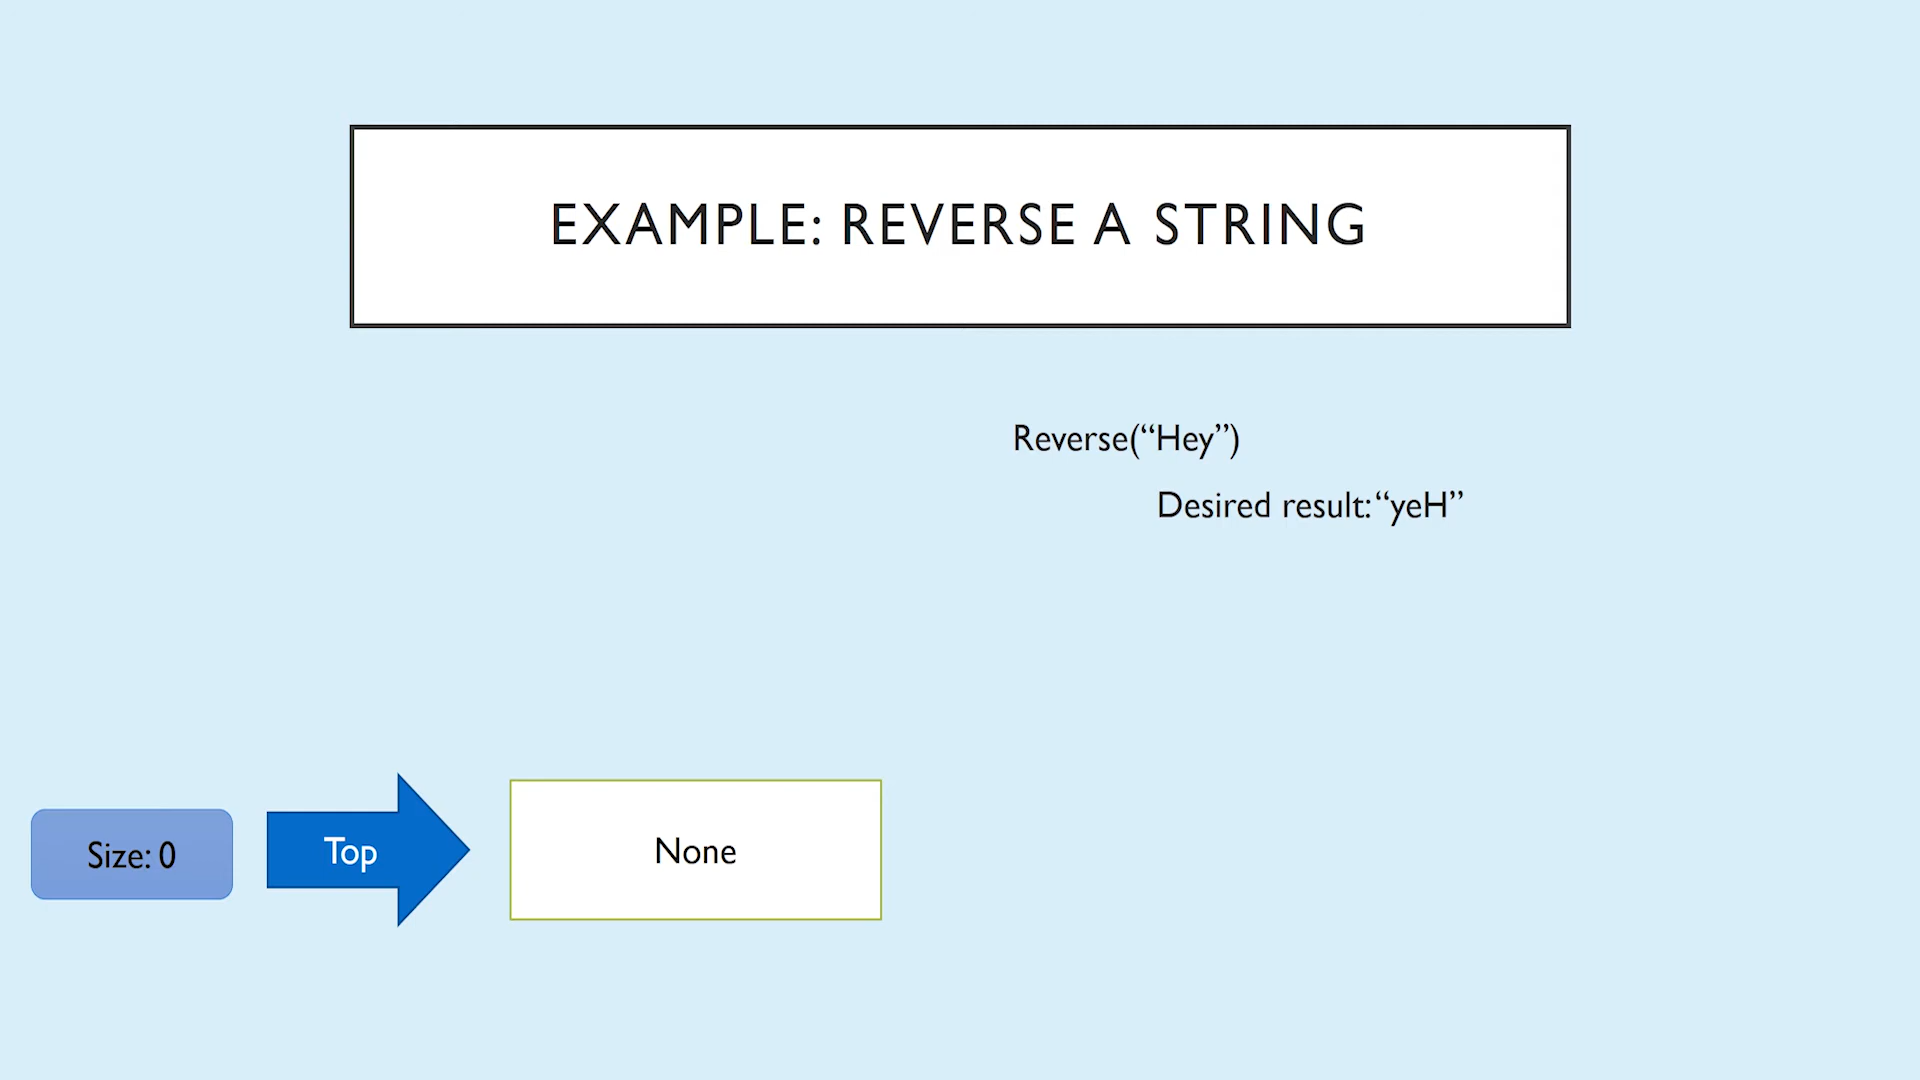 EXAMPLE: REVERSE A STRING
Reverse(“Hey”)
Desired result: “yeH”
Size: 0
Top
None